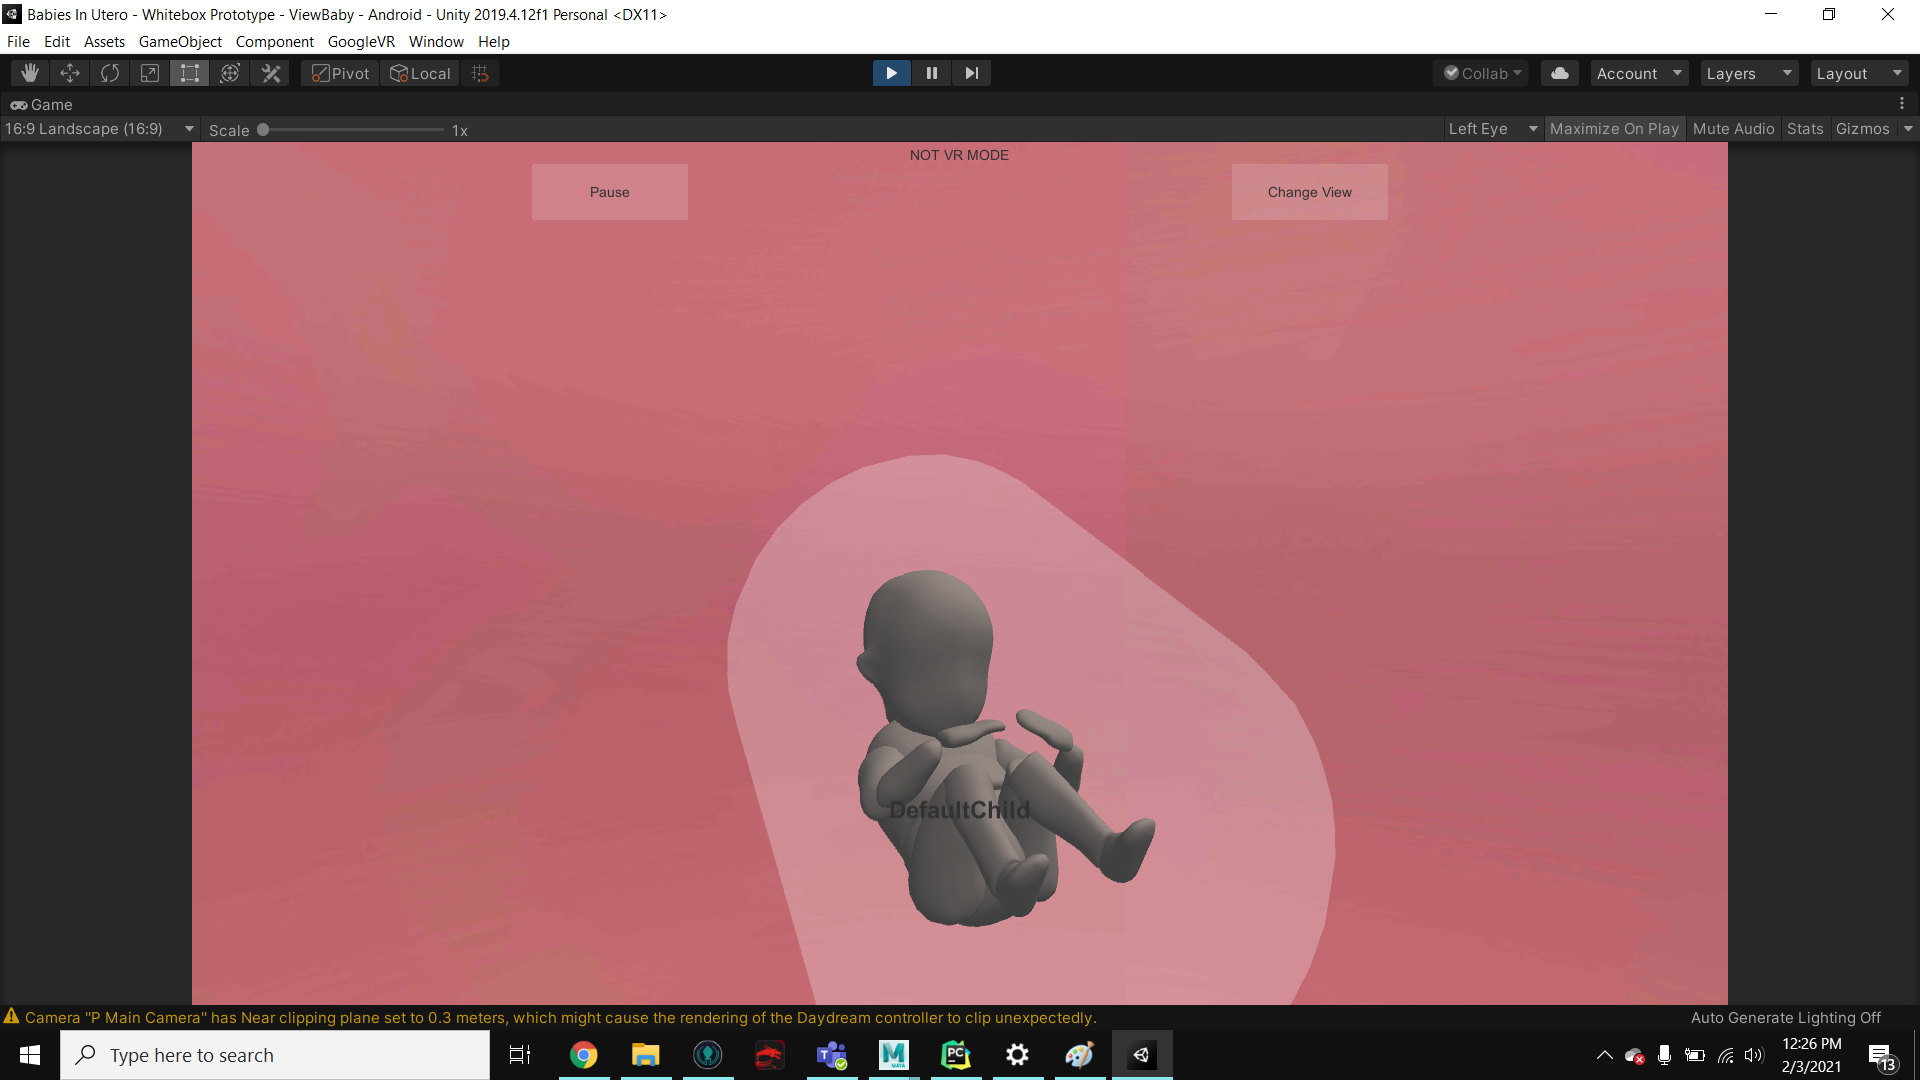 Babies In Utero - Whitebox Prototype - ViewBaby - Android - Unity 2019.4.12f1 Personal <DX11>
File Edit Assets GameObject Component GoogleVR Window Help
Pivot Local Collab Account Layers Layout
Game
16:9 Landscape (16:9) Scale 1x Left Eye Maximize On Play Mute Audio Stats Gizmos
NOT VR MODE
Pause Change View
DefaultChild
Camera "P Main Camera" has Near clipping plane set to 0.3 meters, which might cause the rendering of the Daydream controller to clip unexpectedly.
Auto Generate Lighting Off
Type here to search
T
M
MAYA
PC
12:26 PM
2/3/2021
13